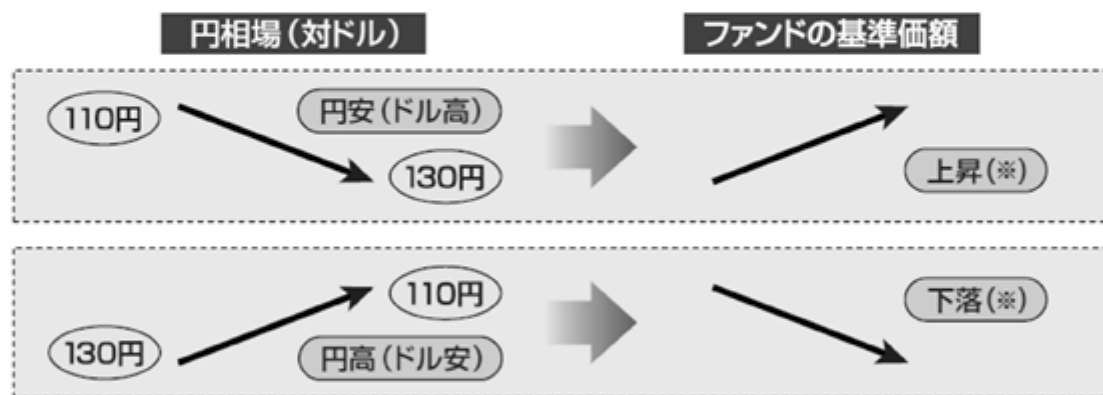 円相場(対ドル)
ファンドの基準価額
110円
円安(ドル高)
130円
上昇(※)
110円
下落(※)
130円
円高(ドル安)